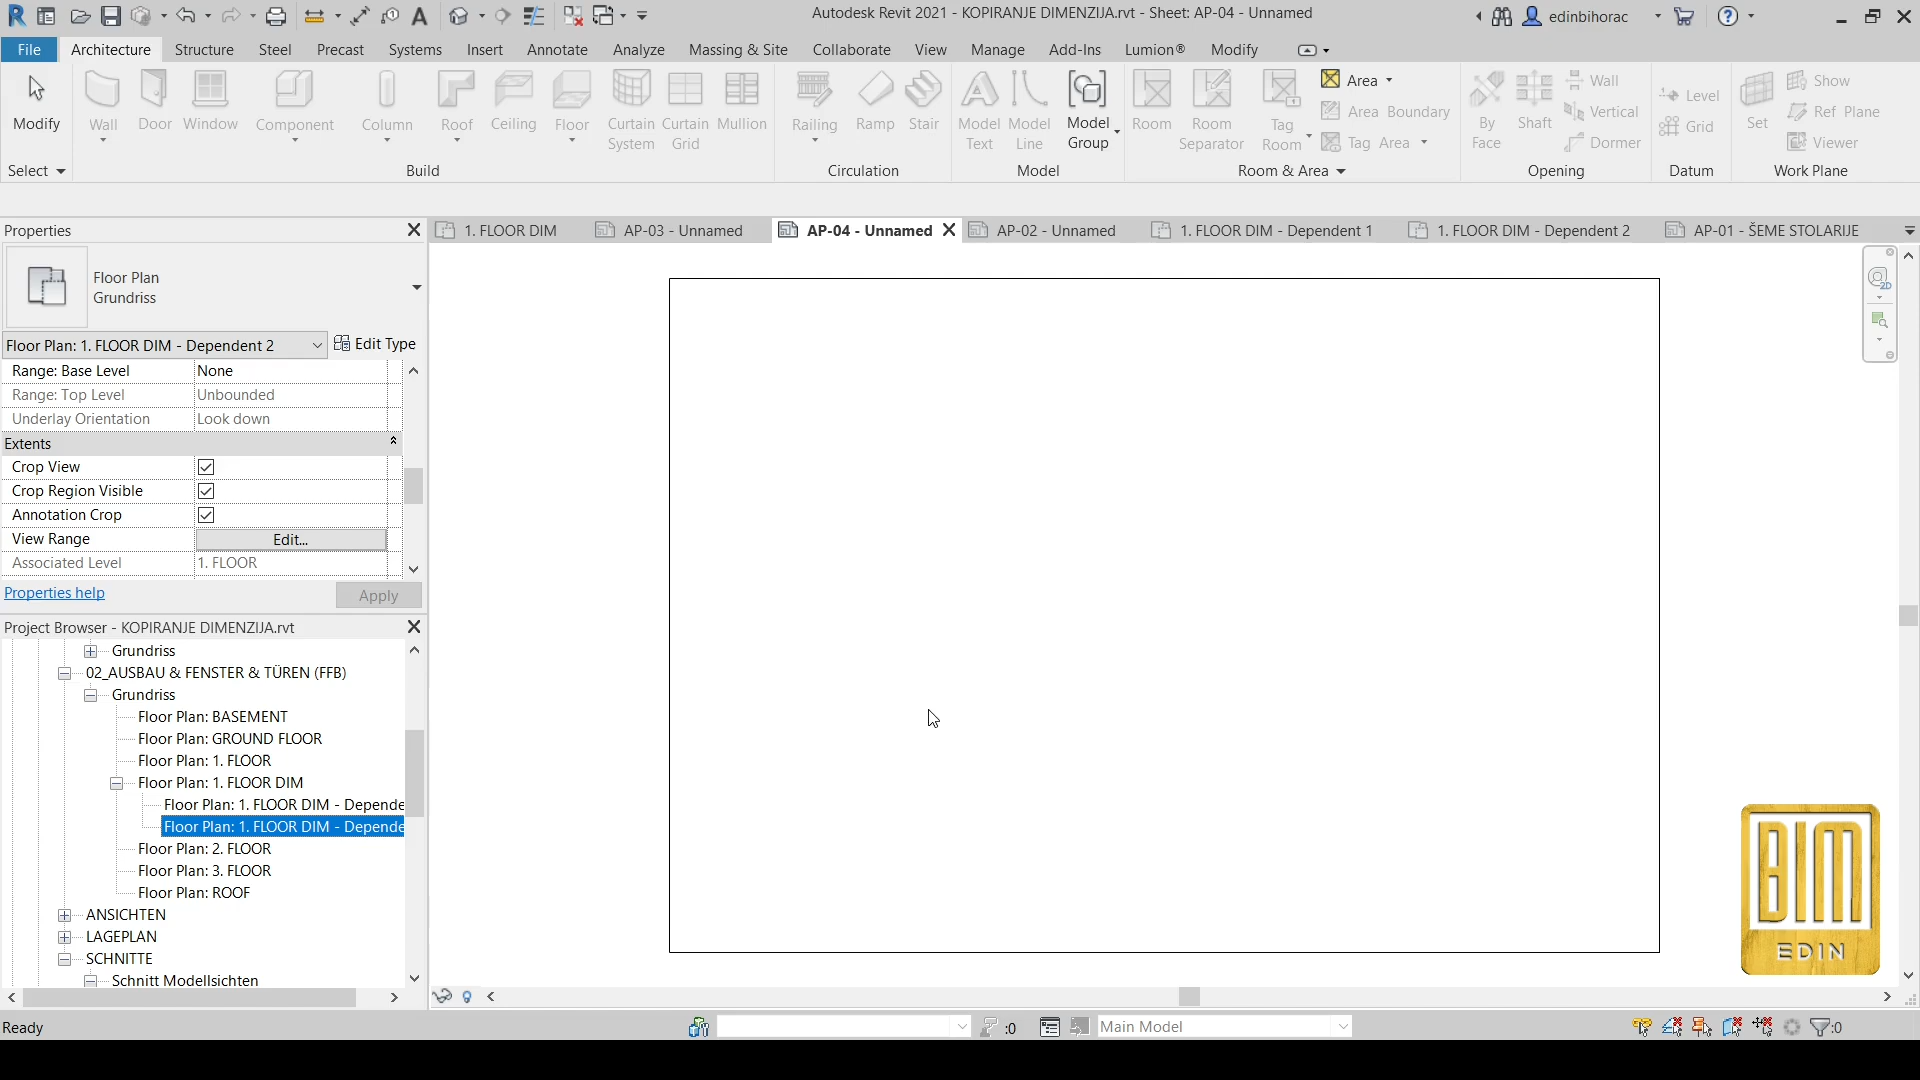 Autodesk Revit 2021 - KOPIRANJE DIMENZIJA.rvt - Sheet: AP-04 - Unnamed
edinbihorac
File Architecture Structure Steel Precast Systems Insert Annotate Analyze Massing & Site Collaborate View Manage Add-Ins Lumion® Modify
Modify
Wall
Door
Window
Component
Column
Roof
Ceiling
Floor
Curtain System
Curtain Grid
Mullion
Railing
Ramp
Stair
Model Text
Model Line
Model Group
Room
Room Separator
Tag Room
Area
Area Boundary
Tag Area
By Face
Shaft
Wall
Vertical
Dormer
Level
Grid
Set
Show
Ref Plane
Viewer
Select
Build
Circulation
Model
Room & Area
Opening
Datum
Work Plane
Properties
1. FLOOR DIM
AP-03 - Unnamed
AP-04 - Unnamed
AP-02 - Unnamed
1. FLOOR DIM - Dependent 1
1. FLOOR DIM - Dependent 2
AP-01 - ŠEME STOLARIJE
2D
Floor Plan
Grundriss
Floor Plan: 1. FLOOR DIM - Dependent 2
Edit Type
Range: Base Level None
Range: Top Level Unbounded
Underlay Orientation Look down
Extents
Crop View
Crop Region Visible
Annotation Crop
View Range Edit...
Associated Level 1. FLOOR
Properties help
Apply
Project Browser - KOPIRANJE DIMENZIJA.rvt
Grundriss
02_AUSBAU & FENSTER & TÜREN (FFB)
Grundriss
Floor Plan: BASEMENT
Floor Plan: GROUND FLOOR
Floor Plan: 1. FLOOR
Floor Plan: 1. FLOOR DIM
Floor Plan: 1. FLOOR DIM - Depende
Floor Plan: 1. FLOOR DIM - Depende
Floor Plan: 2. FLOOR
Floor Plan: 3. FLOOR
Floor Plan: ROOF
ANSICHTEN
LAGEPLAN
SCHNITTE
Schnitt Modellsichten
BIM
EDIN
Ready
:0
Main Model
:0